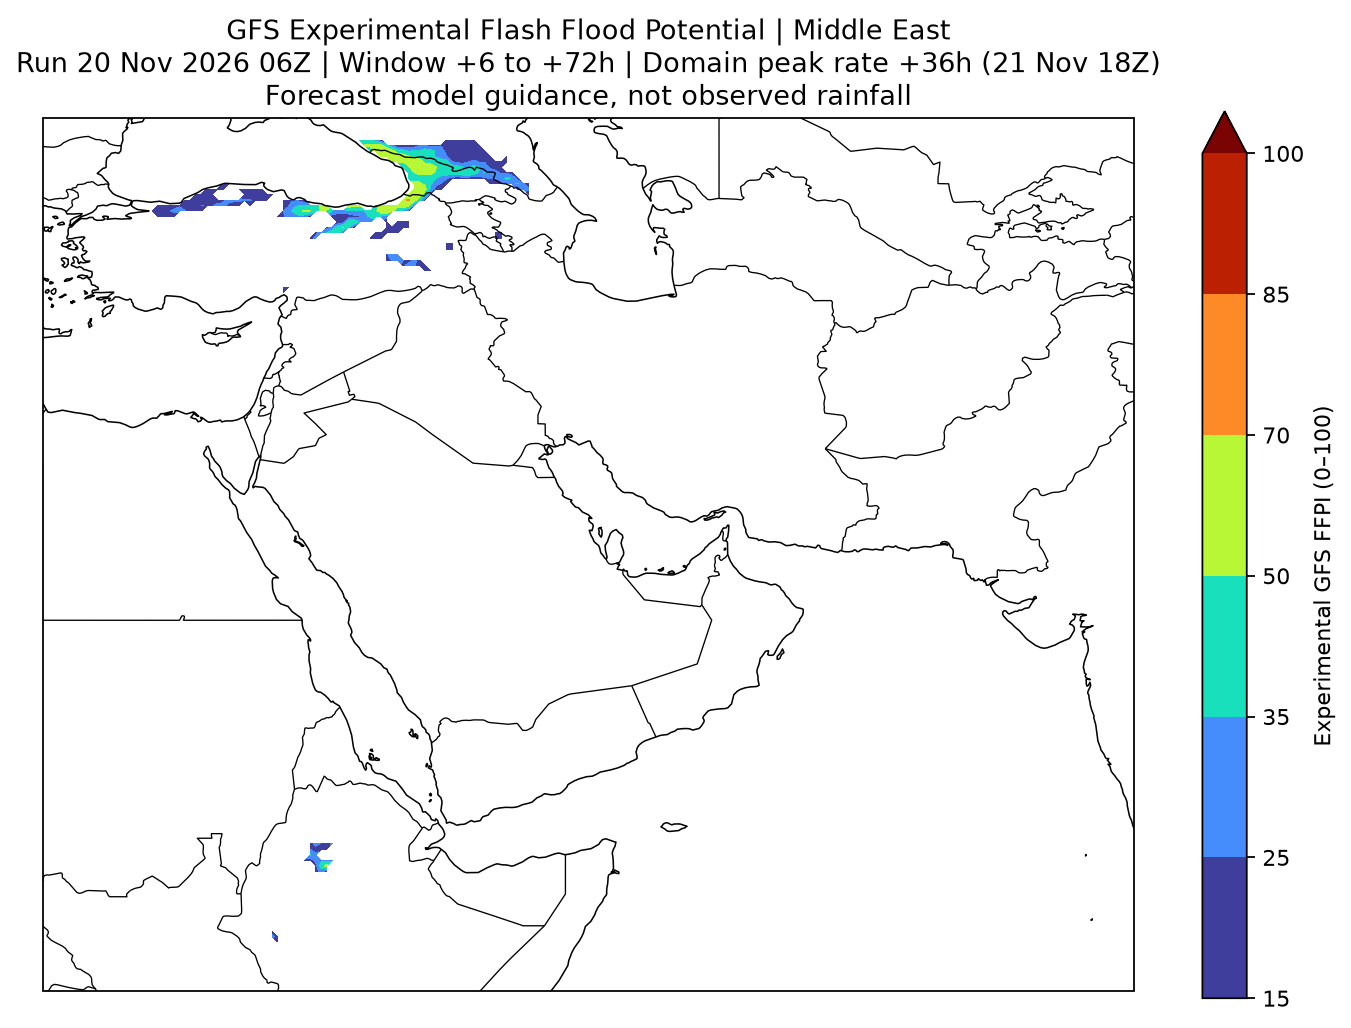 GFS Experimental Flash Flood Potential | Middle East
Run 20 Nov 2026 06Z | Window +6 to +72h | Domain peak rate +36h (21 Nov 18Z)
Forecast model guidance, not observed rainfall
100
85
70
50
35
25
15
Experimental GFS FFPI (0–100)